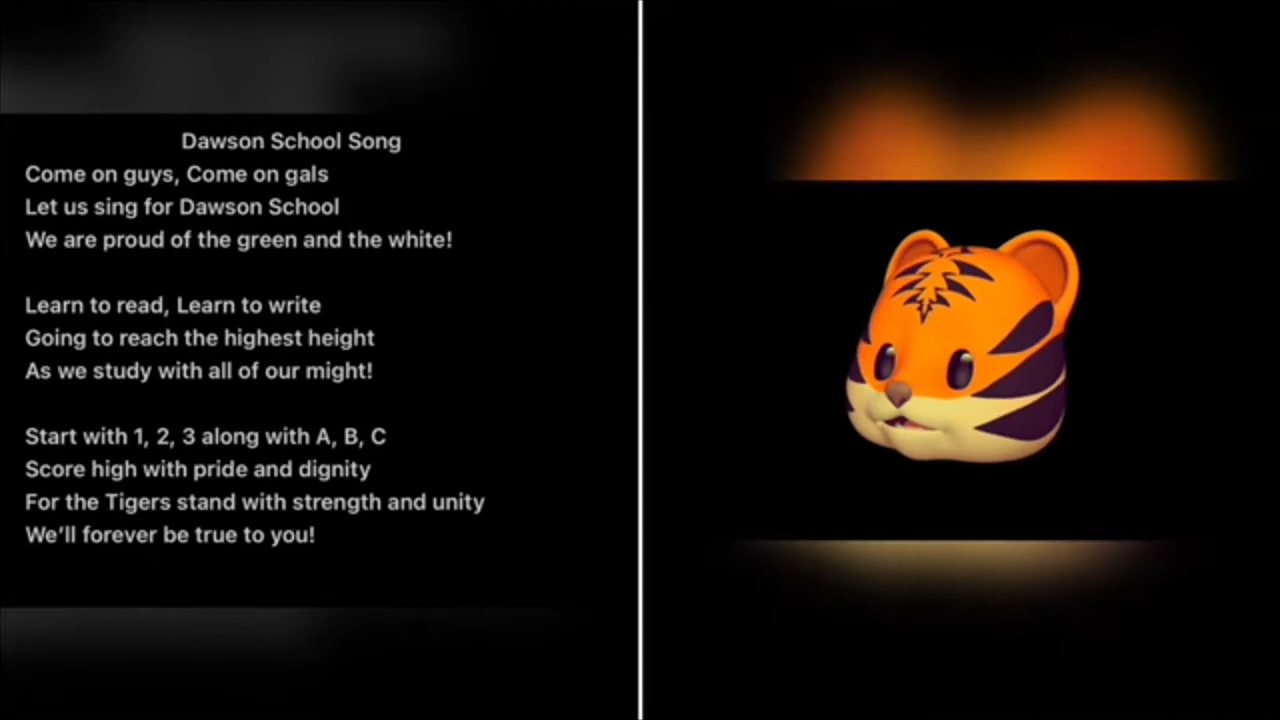 Dawson School Song
Come on guys, Come on gals
Let us sing for Dawson School
We are proud of the green and the white!
Learn to read, Learn to write
Going to reach the highest height
As we study with all of our might!
Start with 1, 2, 3 along with A, B, C
Score high with pride and dignity
For the Tigers stand with strength and unity
We’ll forever be true to you!